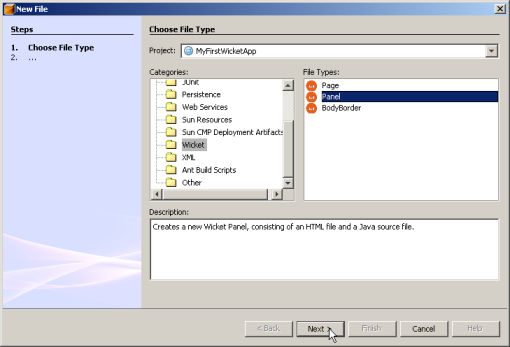 New File
Steps
1. Choose File Type
2. ...
Choose File Type
Project: MyFirstWicketApp
Categories:
JUnit
Persistence
Web Services
Sun Resources
Sun CMP Deployment Artifacts
Wicket
XML
Ant Build Scripts
Other
File Types:
Page
Panel
BodyBorder
Description:
Creates a new Wicket Panel, consisting of an HTML file and a Java source file.
< Back
Next >
Finish
Cancel
Help